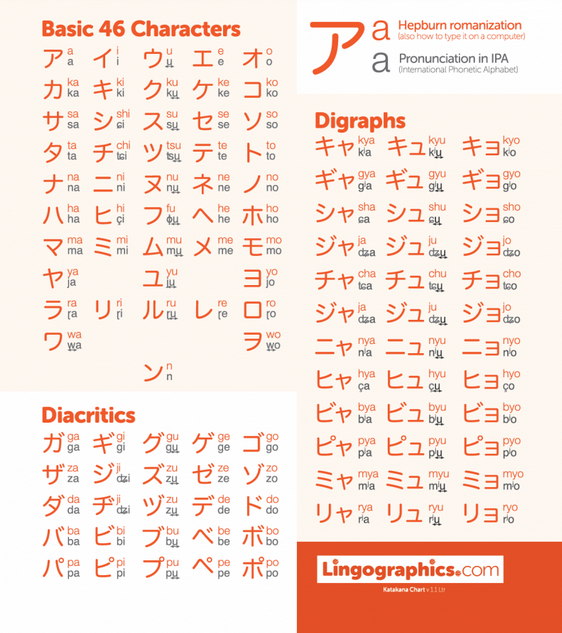 Basic 46 Characters
ア a a イ i i ウ u ɯ̟ エ e e オ o o
カ ka ka キ ki ki ク ku kɯ̟ ケ ke ke コ ko ko
サ sa sa シ shi ɕi ス su sɯ̟ セ se se ソ so so
タ ta ta チ chi tɕi ツ tsu tsɯ̟ テ te te ト to to
ナ na na ニ ni ni ヌ nu nɯ̟ ネ ne ne ノ no no
ハ ha ha ヒ hi çi フ fu ɸɯ̟ ヘ he he ホ ho ho
マ ma ma ミ mi mi ム mu mɯ̟ メ me me モ mo mo
ヤ ya ja ユ yu jɯ̟ ヨ yo jo
ラ ra ɾa リ ri ɾi ル ru ɾɯ̟ レ re ɾe ロ ro ɾo
ワ wa w̜a ヲ wo w̜o
ン n n
Diacritics
ガ ga ga ギ gi gi グ gu gɯ̟ ゲ ge ge ゴ go go
ザ za za ジ ji dʑi ズ zu zɯ̟ ゼ ze ze ゾ zo zo
ダ da da ヂ ji dʑi ヅ zu zɯ̟ デ de de ド do do
バ ba ba ビ bi bi ブ bu bɯ̟ ベ be be ボ bo bo
パ pa pa ピ pi pi プ pu pɯ̟ ペ pe pe ポ po po
ア a Hepburn romanization
(also how to type it on a computer)
a Pronunciation in IPA
(International Phonetic Alphabet)
Digraphs
キャ kya kʲa キュ kyu kʲɯ̟ キョ kyo kʲo
ギャ gya gʲa ギュ gyu gʲɯ̟ ギョ gyo gʲo
シャ sha ɕa シュ shu ɕɯ̟ ショ sho ɕo
ジャ ja dʑa ジュ ju dʑɯ̟ ジョ jo dʑo
チャ cha tɕa チュ chu tɕɯ̟ チョ cho tɕo
ジャ ja dʑa ジュ ju dʑɯ̟ ジョ jo dʑo
ニャ nya nʲa ニュ nyu nʲɯ̟ ニョ nyo nʲo
ヒャ hya ça ヒュ hyu çɯ̟ ヒョ hyo ço
ビャ bya bʲa ビュ byu bʲɯ̟ ビョ byo bʲo
ピャ pya pʲa ピュ pyu pʲɯ̟ ピョ pyo pʲo
ミャ mya mʲa ミュ myu mʲɯ̟ ミョ myo mʲo
リャ rya ɾʲa リュ ryu ɾʲɯ̟ リョ ryo ɾʲo
Lingographics.com
Katakana Chart v 1.1 Ltr